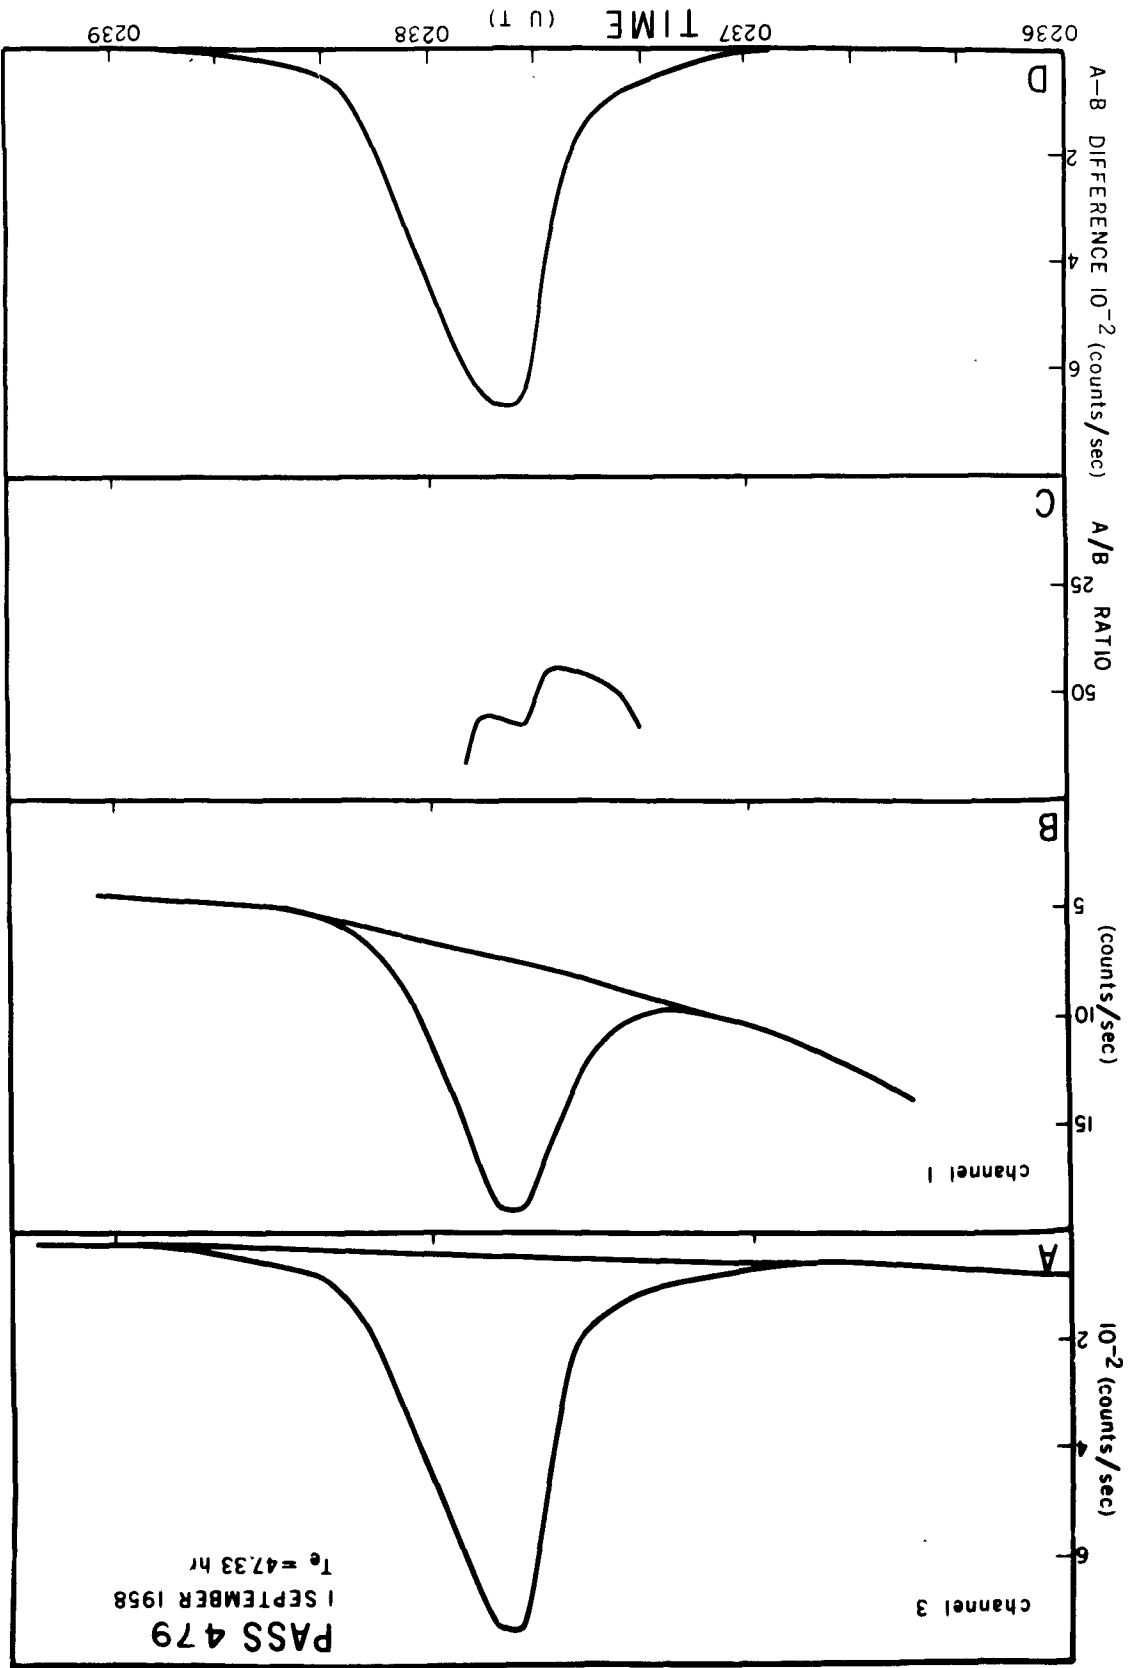 PASS 479
1 SEPTEMBER 1958
Te = 47.33 hr
channel 3
10-2 (counts/sec)
6
4
2
A
channel 1
(counts/sec)
15
10
5
B
A/B RATIO
50
25
C
A-B DIFFERENCE 10-2 (counts/sec)
6
4
2
D
0236
0237
0238
0239
TIME (UT)